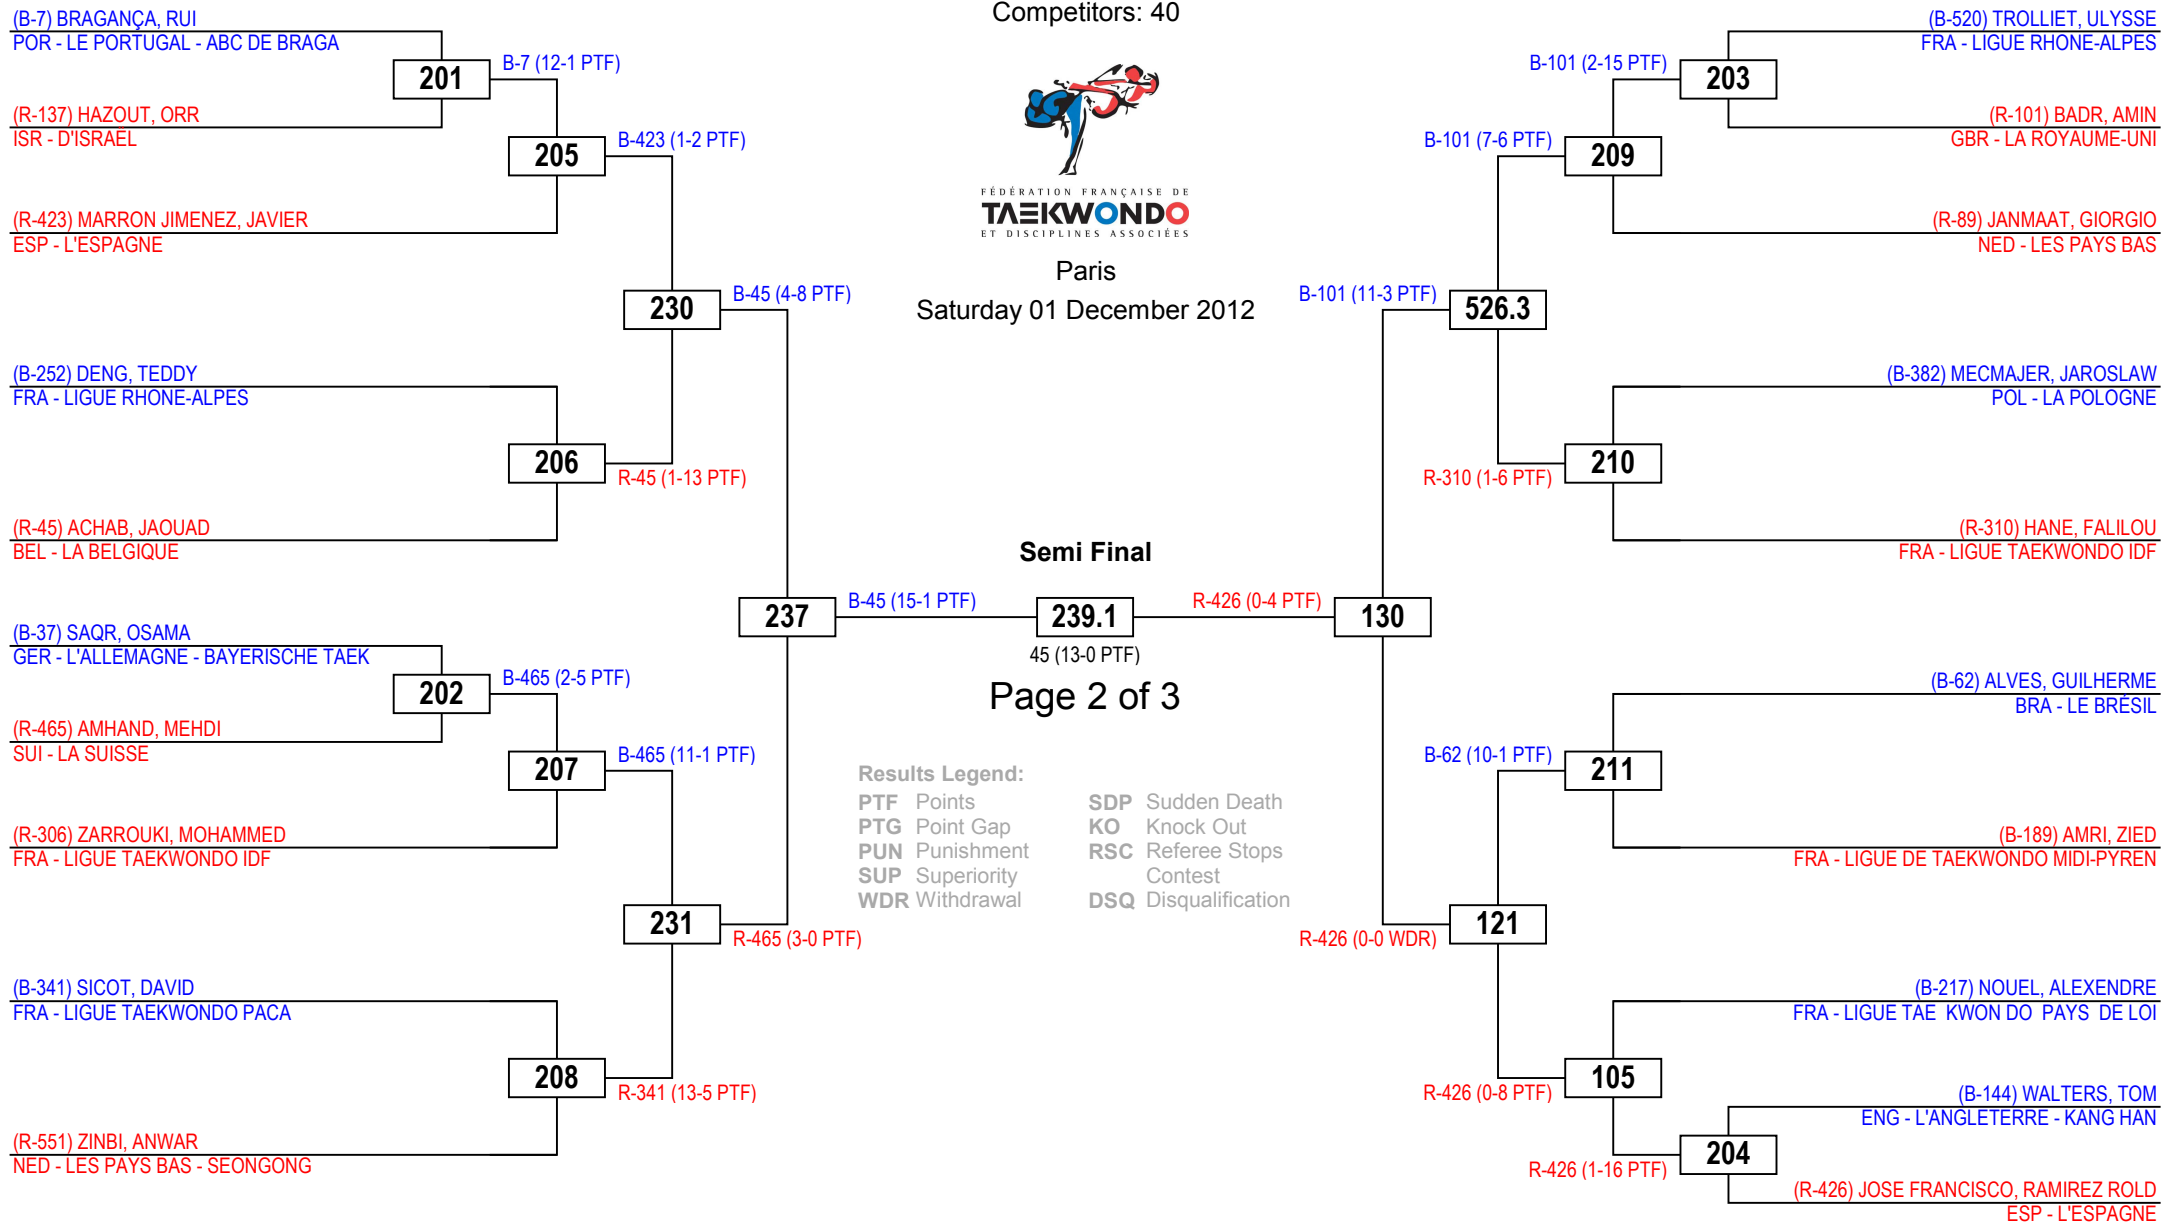 (B-7) BRAGANÇA, RUI
POR - LE PORTUGAL - ABC DE BRAGA
201
B-7 (12-1 PTF)
(R-137) HAZOUT, ORR
ISR - D'ISRAËL
205
B-423 (1-2 PTF)
(R-423) MARRON JIMENEZ, JAVIER
ESP - L'ESPAGNE
230
B-45 (4-8 PTF)
(B-252) DENG, TEDDY
FRA - LIGUE RHONE-ALPES
206
R-45 (1-13 PTF)
(R-45) ACHAB, JAOUAD
BEL - LA BELGIQUE
237
B-45 (15-1 PTF)
(B-37) SAQR, OSAMA
GER - L'ALLEMAGNE - BAYERISCHE TAEK
202
B-465 (2-5 PTF)
(R-465) AMHAND, MEHDI
SUI - LA SUISSE
207
B-465 (11-1 PTF)
(R-306) ZARROUKI, MOHAMMED
FRA - LIGUE TAEKWONDO IDF
231
R-465 (3-0 PTF)
(B-341) SICOT, DAVID
FRA - LIGUE TAEKWONDO PACA
208
R-341 (13-5 PTF)
(R-551) ZINBI, ANWAR
NED - LES PAYS BAS - SEONGONG
Competitors: 40
FÉDÉRATION FRANÇAISE DE
TAEKWONDO
ET DISCIPLINES ASSOCIÉES
Paris
Saturday 01 December 2012
Semi Final
239.1
45 (13-0 PTF)
Page 2 of 3
Results Legend:
PTF Points
PTG Point Gap
PUN Punishment
SUP Superiority
WDR Withdrawal
SDP Sudden Death
KO Knock Out
RSC Referee Stops
Contest
DSQ Disqualification
(B-520) TROLLIET, ULYSSE
FRA - LIGUE RHONE-ALPES
B-101 (2-15 PTF)
203
(R-101) BADR, AMIN
GBR - LA ROYAUME-UNI
B-101 (7-6 PTF)
209
(R-89) JANMAAT, GIORGIO
NED - LES PAYS BAS
B-101 (11-3 PTF)
526.3
(B-382) MECMAJER, JAROSLAW
POL - LA POLOGNE
R-310 (1-6 PTF)
210
(R-310) HANE, FALILOU
FRA - LIGUE TAEKWONDO IDF
R-426 (0-4 PTF)
130
(B-62) ALVES, GUILHERME
BRA - LE BRÉSIL
B-62 (10-1 PTF)
211
(B-189) AMRI, ZIED
FRA - LIGUE DE TAEKWONDO MIDI-PYREN
R-426 (0-0 WDR)
121
(B-217) NOUEL, ALEXENDRE
FRA - LIGUE TAE  KWON DO  PAYS  DE LOI
R-426 (0-8 PTF)
105
(B-144) WALTERS, TOM
ENG - L'ANGLETERRE - KANG HAN
R-426 (1-16 PTF)
204
(R-426) JOSE FRANCISCO, RAMIREZ ROLD
ESP - L'ESPAGNE